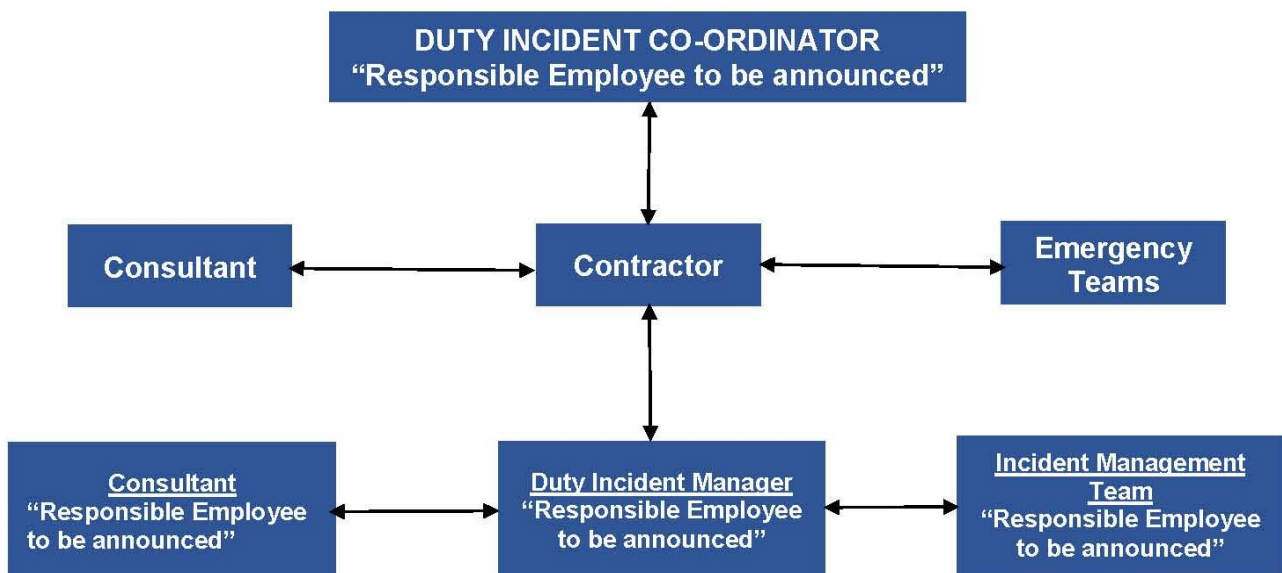 DUTY INCIDENT CO-ORDINATOR
“Responsible Employee to be announced”
Consultant
Contractor
Emergency
Teams
Consultant
“Responsible Employee
to be announced”
Duty Incident Manager
“Responsible Employee
to be announced”
Incident Management
Team
“Responsible Employee
to be announced”